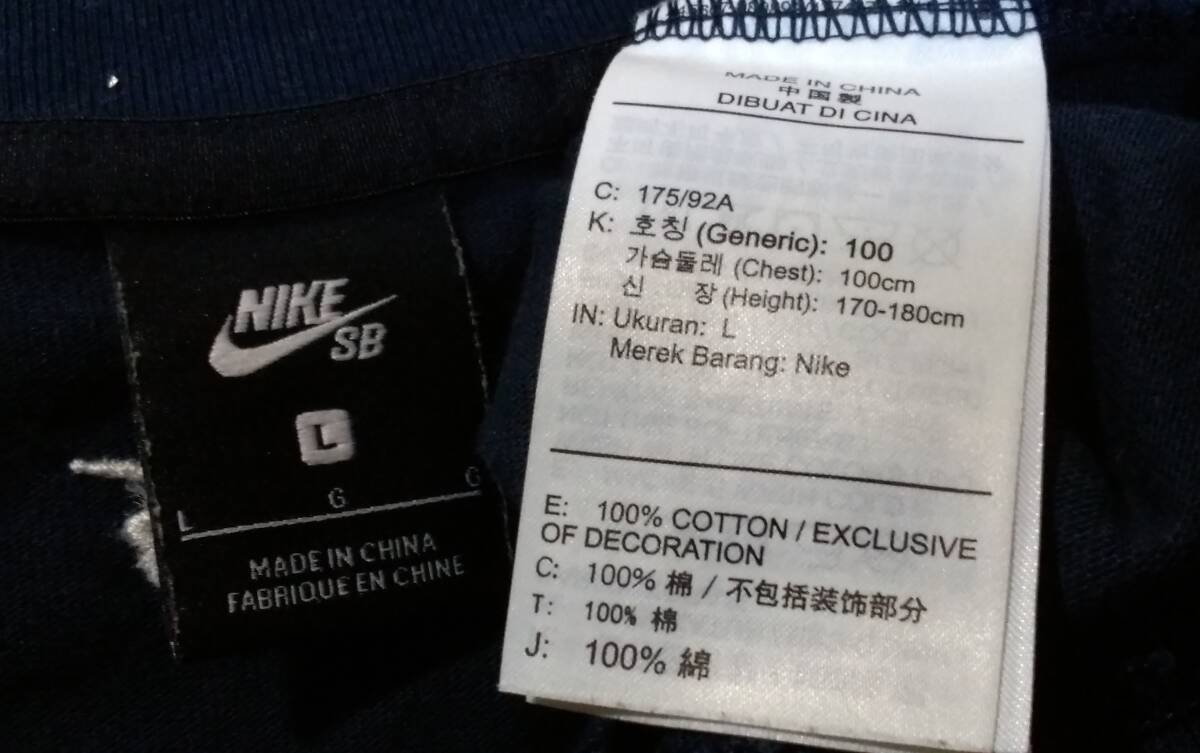 NIKE
SB
L
L G G
MADE IN CHINA
FABRIQUE EN CHINE
MADE IN CHINA
中国製
DIBUAT DI CINA
C: 175/92A
K: 호칭 (Generic): 100
가슴둘레 (Chest): 100cm
신 장 (Height): 170-180cm
IN: Ukuran: L
Merek Barang: Nike
E: 100% COTTON / EXCLUSIVE
OF DECORATION
C: 100% 棉 / 不包括装饰部分
T: 100% 棉
J: 100% 綿